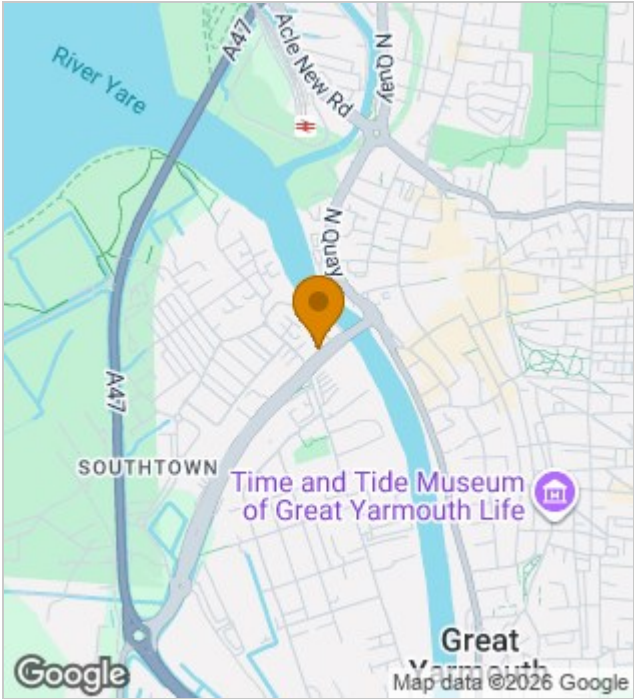 River Yare
A47
Acle New Rd
N Quay
N Quay
A47
SOUTHTOWN
Time and Tide Museum
of Great Yarmouth Life
Great
Yarmouth
Google
Map data ©2026 Google